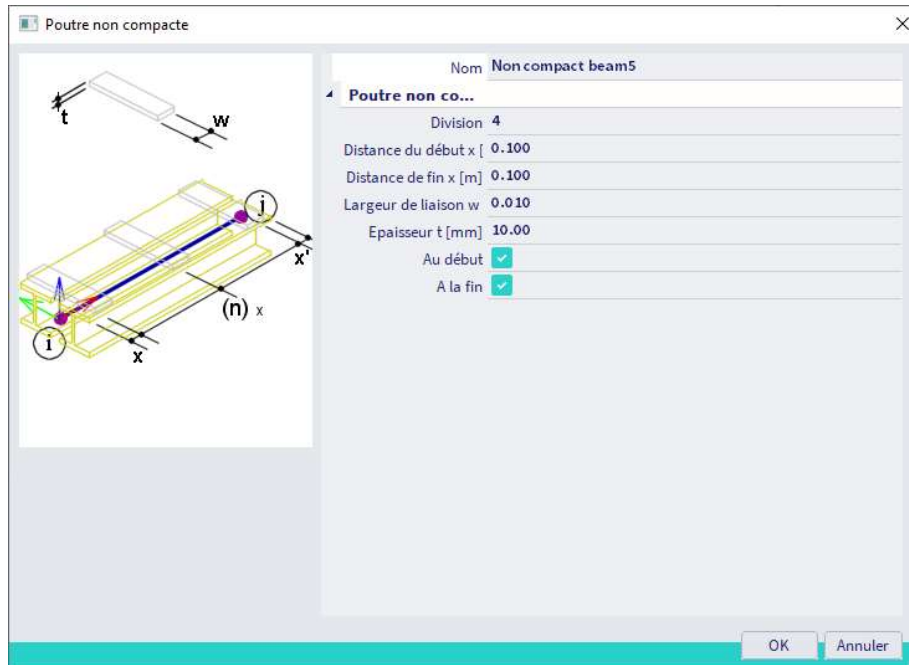 Poutre non compacte
Nom Non compact beam5
Poutre non co...
Division 4
Distance du début x [ 0.100
Distance de fin x [m] 0.100
Largeur de liaison w 0.010
Epaisseur t [mm] 10.00
Au début
A la fin
t
w
j
x'
(n) x
i
x
OK Annuler